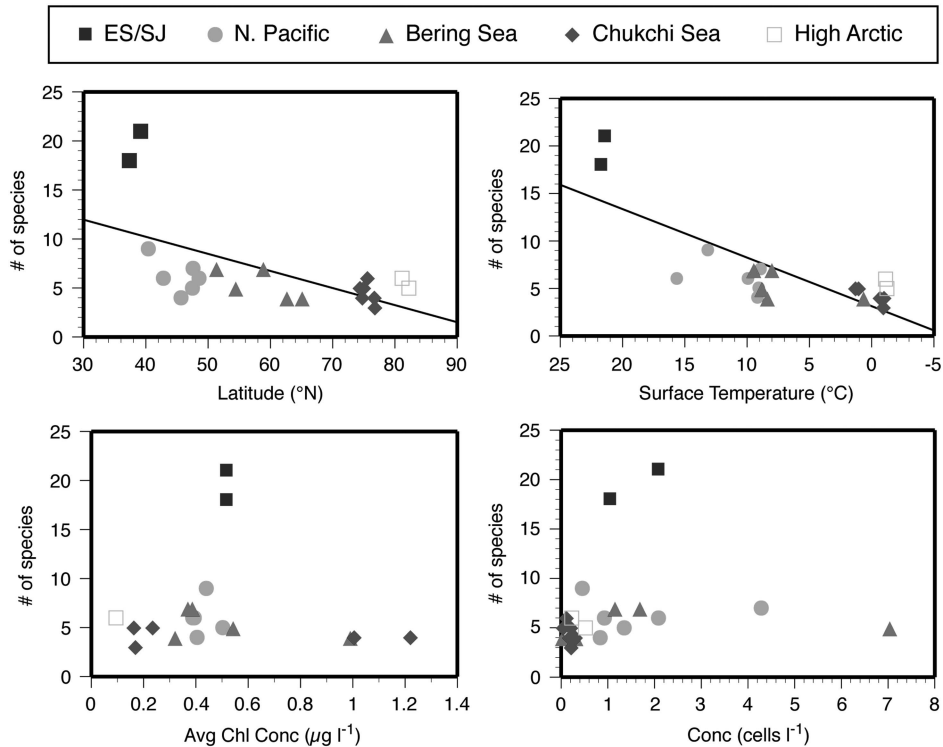 ES/SJ N. Pacific Bering Sea Chukchi Sea High Arctic
25
20
15
10
5
0
# of species
30 40 50 60 70 80 90
Latitude (°N)
25
20
15
10
5
0
# of species
25 20 15 10 5 0 -5
Surface Temperature (°C)
25
20
15
10
5
0
# of species
0 0.2 0.4 0.6 0.8 1 1.2 1.4
Avg Chl Conc (µg l⁻¹)
25
20
15
10
5
0
# of species
0 1 2 3 4 5 6 7 8
Conc (cells l⁻¹)